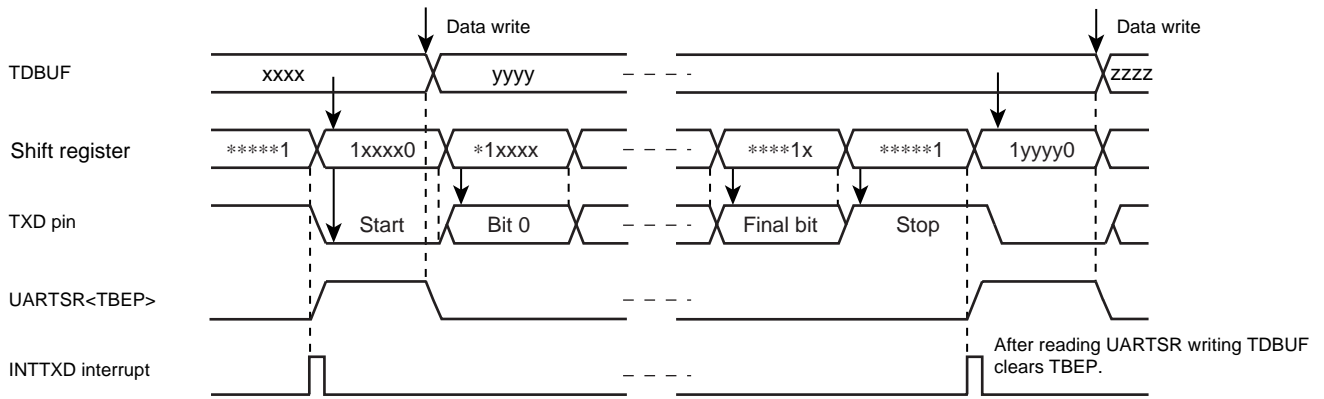 Data write
Data write
TDBUF
xxxx
yyyy
zzzz
Shift register
*****1
1xxxx0
*1xxxx
****1x
*****1
1yyyy0
TXD pin
Start
Bit 0
Final bit
Stop
UARTSR<TBEP>
INTTXD interrupt
After reading UARTSR writing TDBUF
clears TBEP.